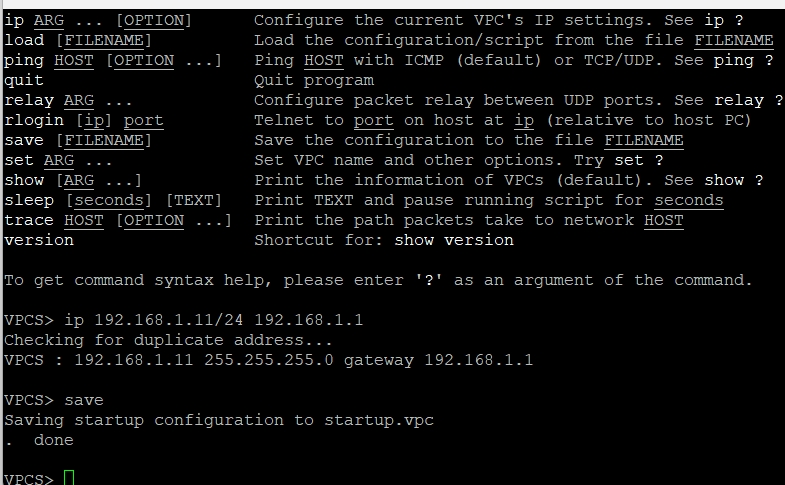 ip ARG ... [OPTION]       Configure the current VPC's IP settings. See ip ?
load [FILENAME]           Load the configuration/script from the file FILENAME
ping HOST [OPTION ...]    Ping HOST with ICMP (default) or TCP/UDP. See ping ?
quit                      Quit program
relay ARG ...             Configure packet relay between UDP ports. See relay ?
rlogin [ip] port          Telnet to port on host at ip (relative to host PC)
save [FILENAME]           Save the configuration to the file FILENAME
set ARG ...               Set VPC name and other options. Try set ?
show [ARG ...]            Print the information of VPCs (default). See show ?
sleep [seconds] [TEXT]    Print TEXT and pause running script for seconds
trace HOST [OPTION ...]   Print the path packets take to network HOST
version                   Shortcut for: show version
To get command syntax help, please enter '?' as an argument of the command.
VPCS> ip 192.168.1.11/24 192.168.1.1
Checking for duplicate address...
VPCS : 192.168.1.11 255.255.255.0 gateway 192.168.1.1
VPCS> save
Saving startup configuration to startup.vpc
.  done
VPCS>